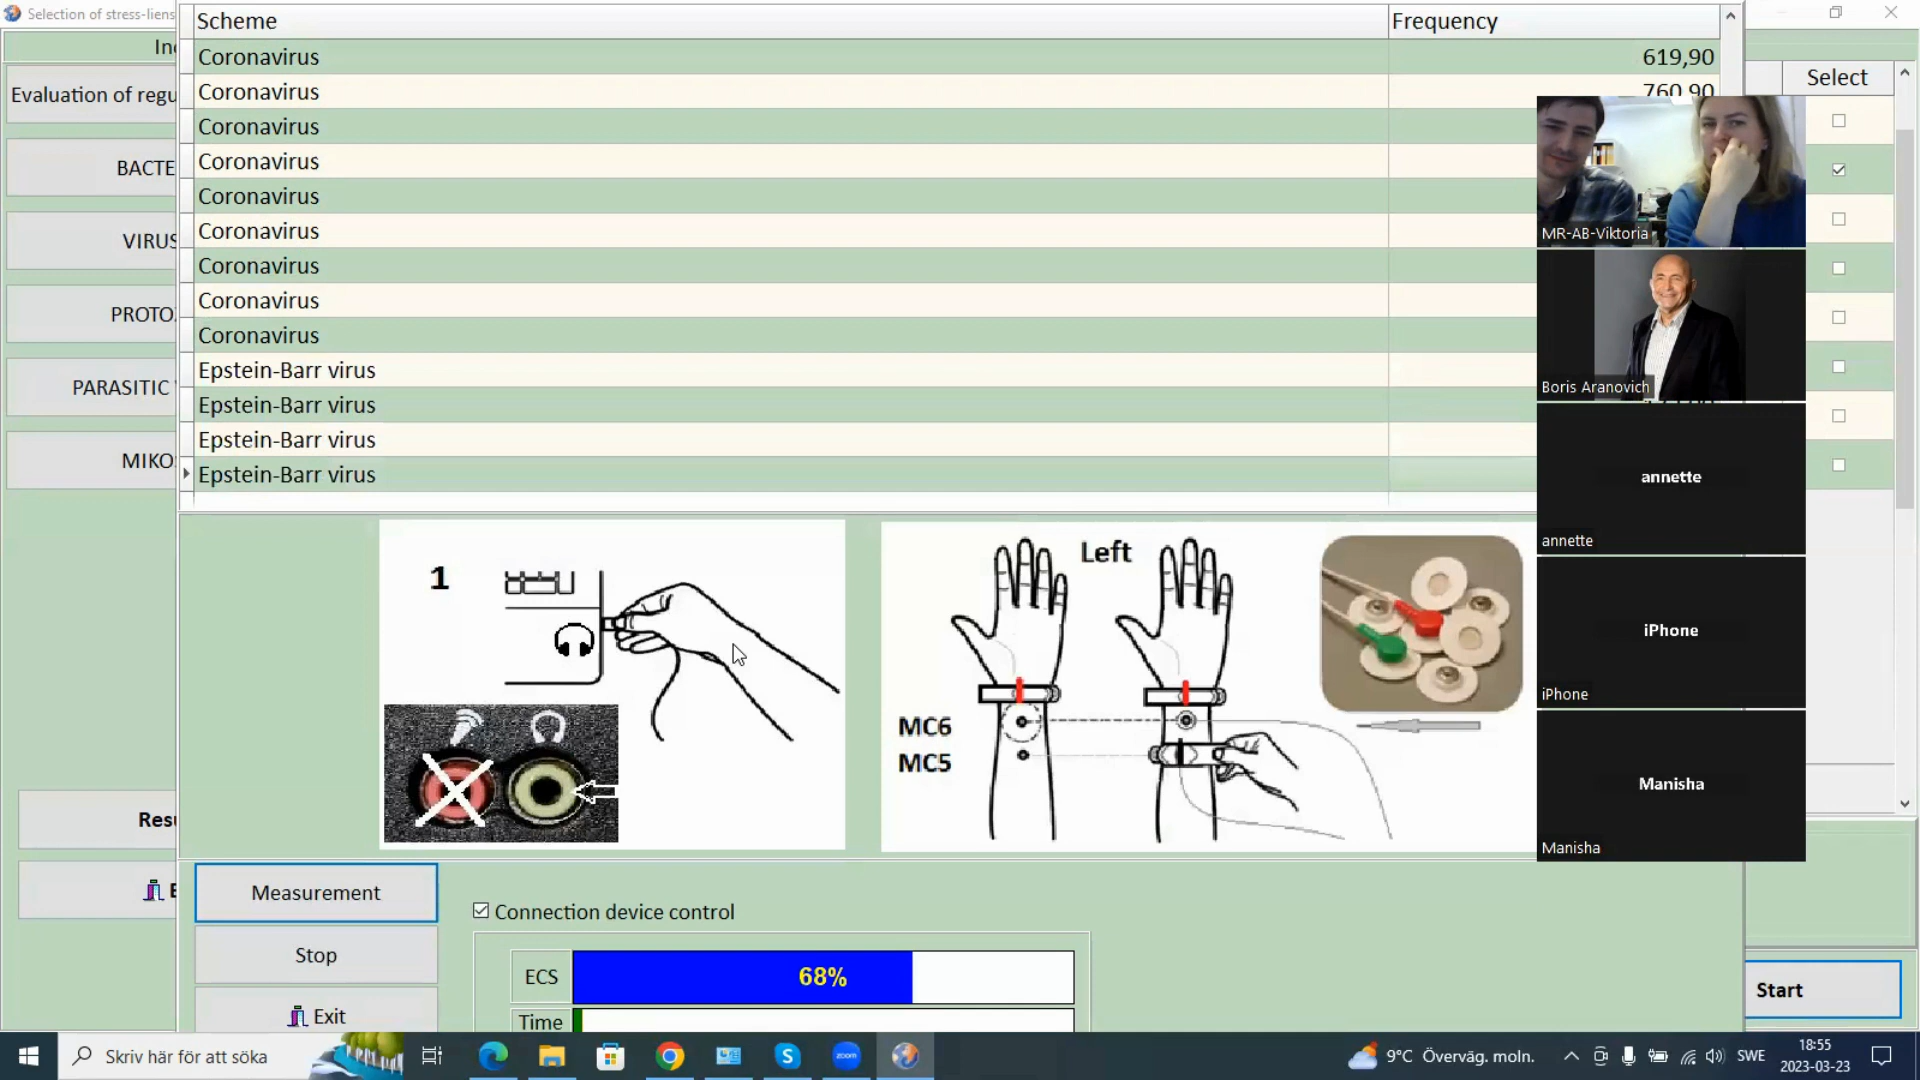 Selection of stress-liens
Scheme
Frequency
Coronavirus
619,90
Coronavirus
760,90
Coronavirus
Coronavirus
Coronavirus
Coronavirus
Coronavirus
Coronavirus
Coronavirus
Epstein-Barr virus
Epstein-Barr virus
Epstein-Barr virus
Epstein-Barr virus
Evaluation of regu
BACTE
VIRUS
PROTO
PARASITIC
MIKO
Select
MR-AB-Viktoria
Boris Aranovich
annette
annette
iPhone
iPhone
Manisha
Manisha
1
Left
MC6
MC5
Resu
Measurement
Stop
Exit
Connection device control
ECS
68%
Time
Start
Skriv här för att söka
zoom
9°C Överväg. moln.
SWE
18:55
2023-03-23